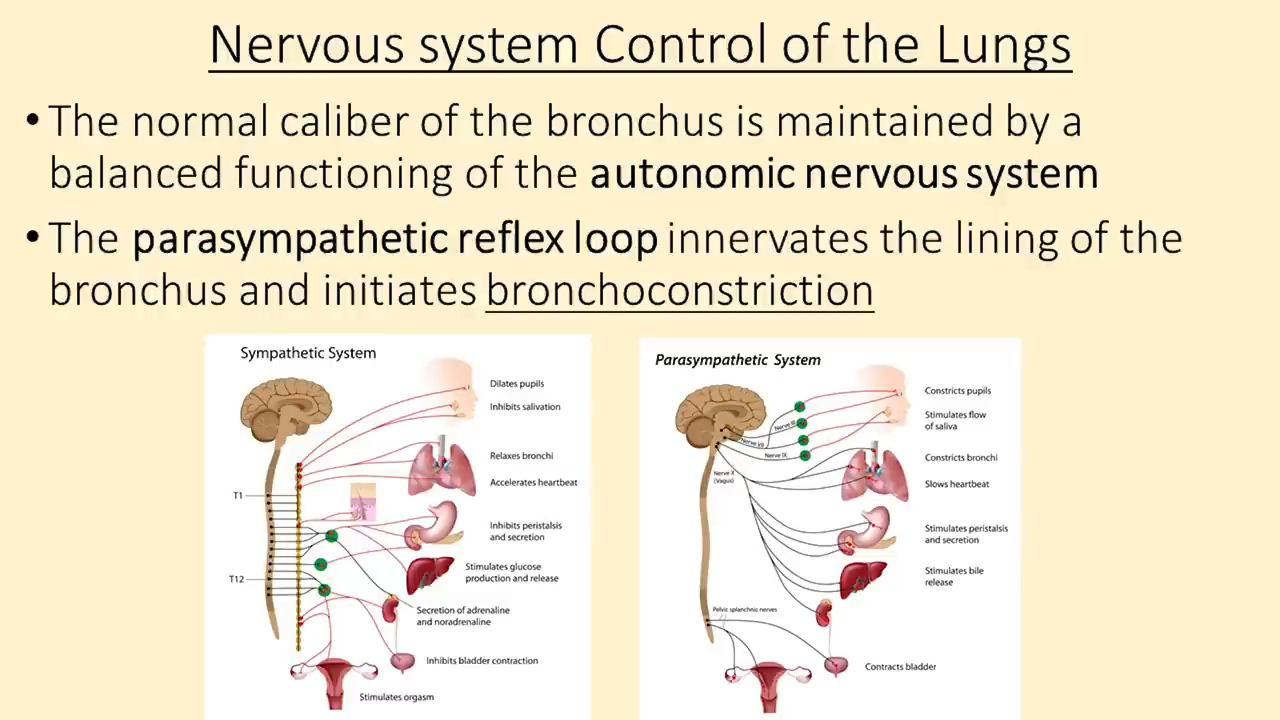 Nervous system Control of the Lungs
• The normal caliber of the bronchus is maintained by a
balanced functioning of the autonomic nervous system
• The parasympathetic reflex loop innervates the lining of the
bronchus and initiates bronchoconstriction
Sympathetic System
Dilates pupils
Inhibits salivation
Relaxes bronchi
Accelerates heartbeat
T1
Inhibits peristalsis
and secretion
Stimulates glucose
production and release
T12
Secretion of adrenaline
and noradrenaline
Inhibits bladder contraction
Stimulates orgasm
Parasympathetic System
Constricts pupils
Stimulates flow
of saliva
Nerve III
Nerve VII
Nerve IX
Constricts bronchi
Nerve X
(Vagus)
Slows heartbeat
Stimulates peristalsis
and secretion
Stimulates bile
release
Pelvic splanchnic nerves
Contracts bladder